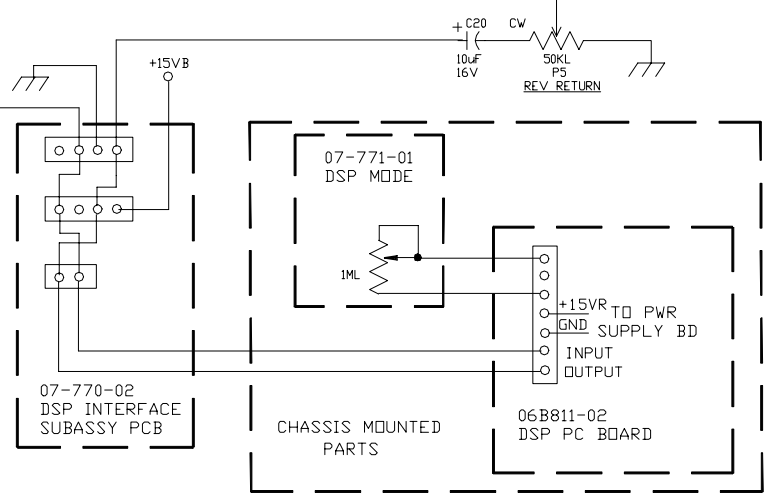 + C20 CW
10uF
16V
50KL
P5
REV RETURN
+15VB
07-771-01
DSP MODE
1ML
+15VR TO PWR
GND SUPPLY BD
INPUT
OUTPUT
07-770-02
DSP INTERFACE
SUBASSY PCB
CHASSIS MOUNTED
PARTS
06B811-02
DSP PC BOARD